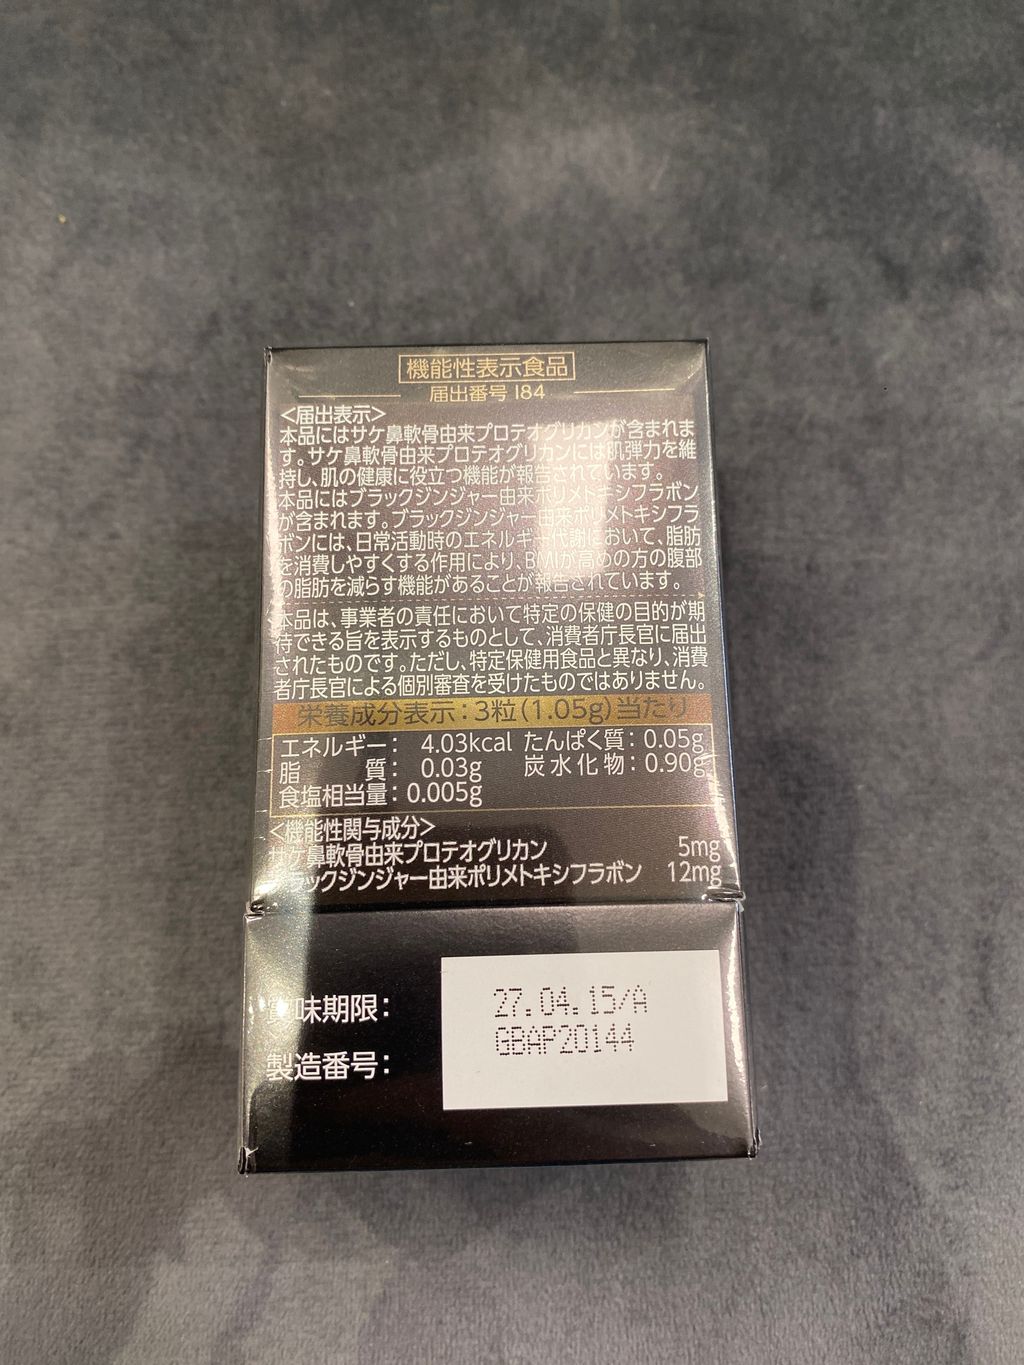 機能性表示食品
届出番号 I84
<届出表示>
本品にはサケ鼻軟骨由来プロテオグリカンが含まれま
す。サケ鼻軟骨由来プロテオグリカンには肌弾力を維
持し、肌の健康に役立つ機能が報告されています。
本品にはブラックジンジャー由来ポリメトキシフラボン
が含まれます。ブラックジンジャー由来ポリメトキシフラ
ボンには、日常活動時のエネルギー代謝において、脂肪
を消費しやすくする作用により、BMIが高めの方の腹部
の脂肪を減らす機能があることが報告されています。
本品は、事業者の責任において特定の保健の目的が期
待できる旨を表示するものとして、消費者庁長官に届出
されたものです。ただし、特定保健用食品と異なり、消費
者庁長官による個別審査を受けたものではありません。
栄養成分表示：3粒(1.05g)当たり
エネルギー： 4.03kcal たんぱく質：0.05g
脂 質： 0.03g 炭水化物：0.90g
食塩相当量：0.005g
<機能性関与成分>
サケ鼻軟骨由来プロテオグリカン 5mg
ブラックジンジャー由来ポリメトキシフラボン 12mg
賞味期限： 27.04.15/A
製造番号： GBAP20144